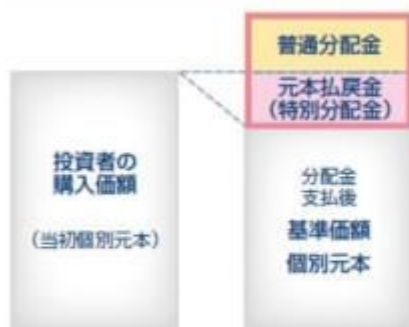 普通分配金
元本払戻金
(特別分配金)
投資者の
購入価額
(当初個別元本)
分配金
支払後
基準価額
個別元本